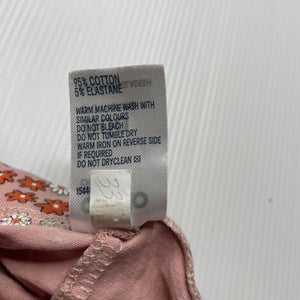 95% COTTON
5% ELASTANE
WARM MACHINE WASH WITH
SIMILAR COLOURS
DO NOT BLEACH
DO NOT TUMBLE DRY
WARM IRON ON REVERSE
IF REQUIRED
DO NOT DRYCLEAN
1544